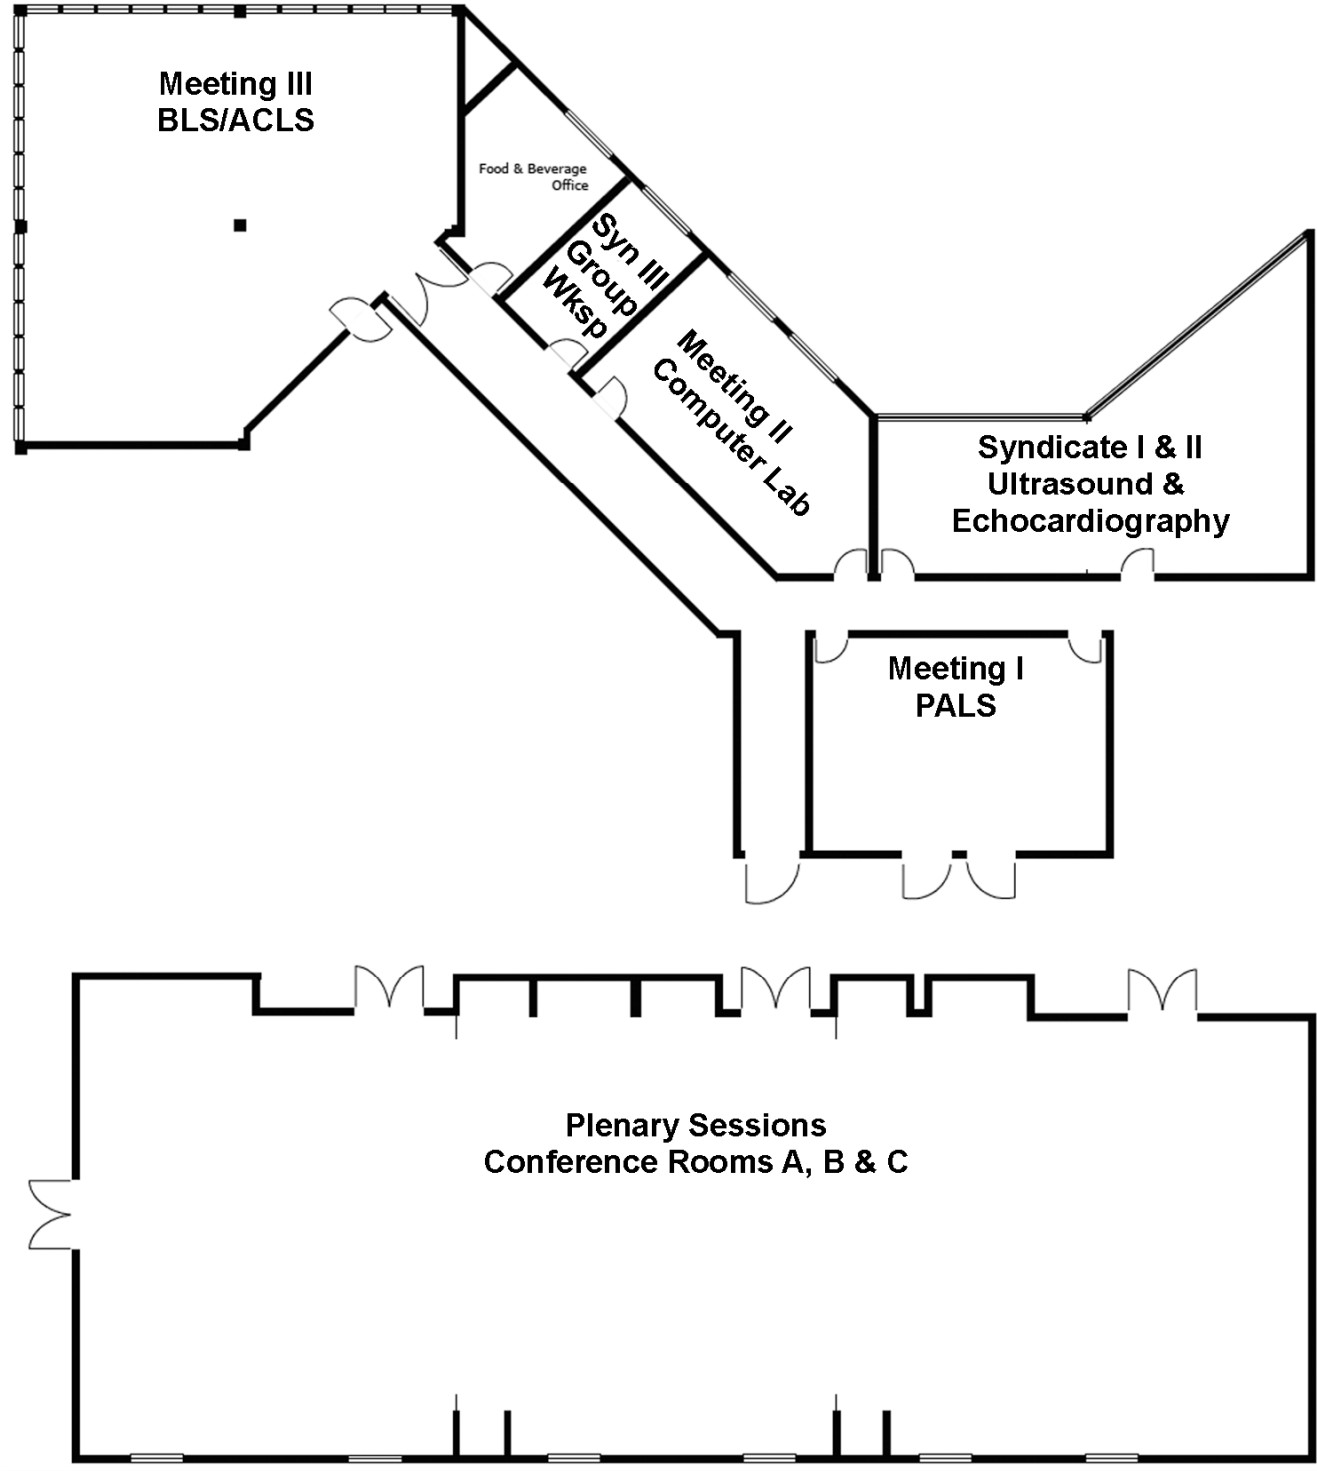 Meeting III
BLS/ACLS
Food & Beverage
Office
Syn III
Group
Wksp
Meeting II
Computer Lab
Syndicate I & II
Ultrasound &
Echocardiography
Meeting I
PALS
Plenary Sessions
Conference Rooms A, B & C